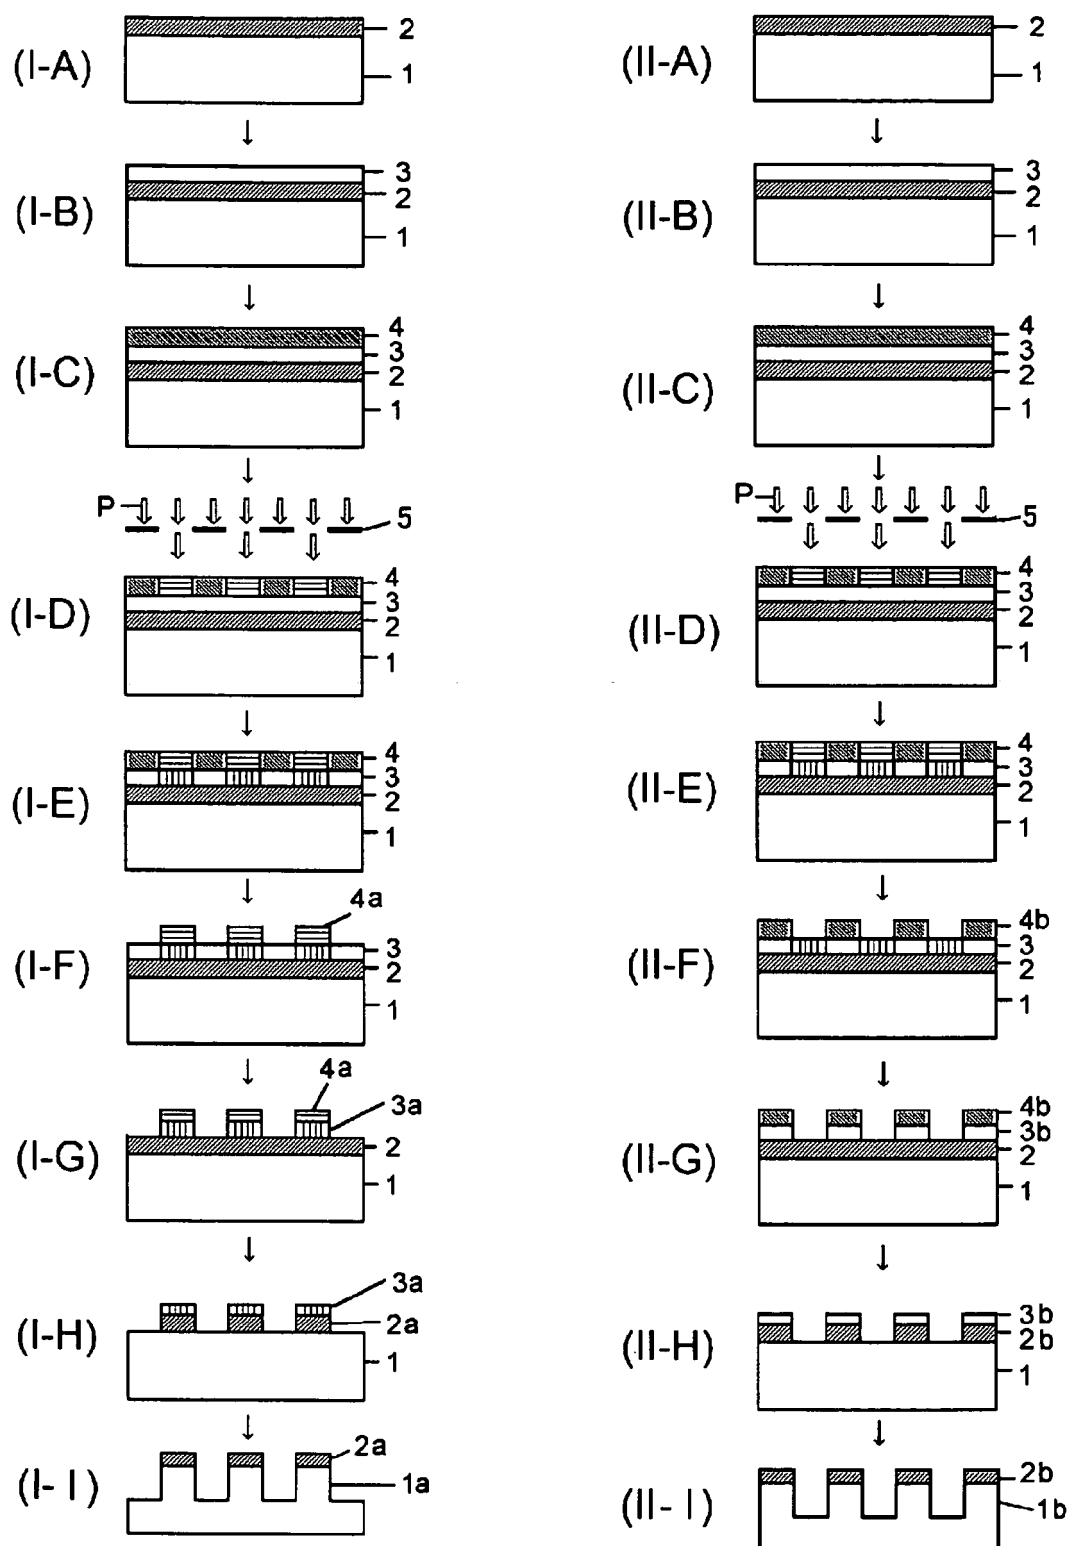 (I-A)
2
1
(I-B)
3
2
1
(I-C)
4
3
2
1
P
5
(I-D)
4
3
2
1
(I-E)
4
3
2
1
(I-F)
4a
3
2
1
(I-G)
4a
3a
2
1
(I-H)
3a
2a
1
(I-I)
2a
1a
(II-A)
2
1
(II-B)
3
2
1
(II-C)
4
3
2
1
P
5
(II-D)
4
3
2
1
(II-E)
4
3
2
1
(II-F)
4b
3
2
1
(II-G)
4b
3b
2
1
(II-H)
3b
2b
1
(II-I)
2b
1b